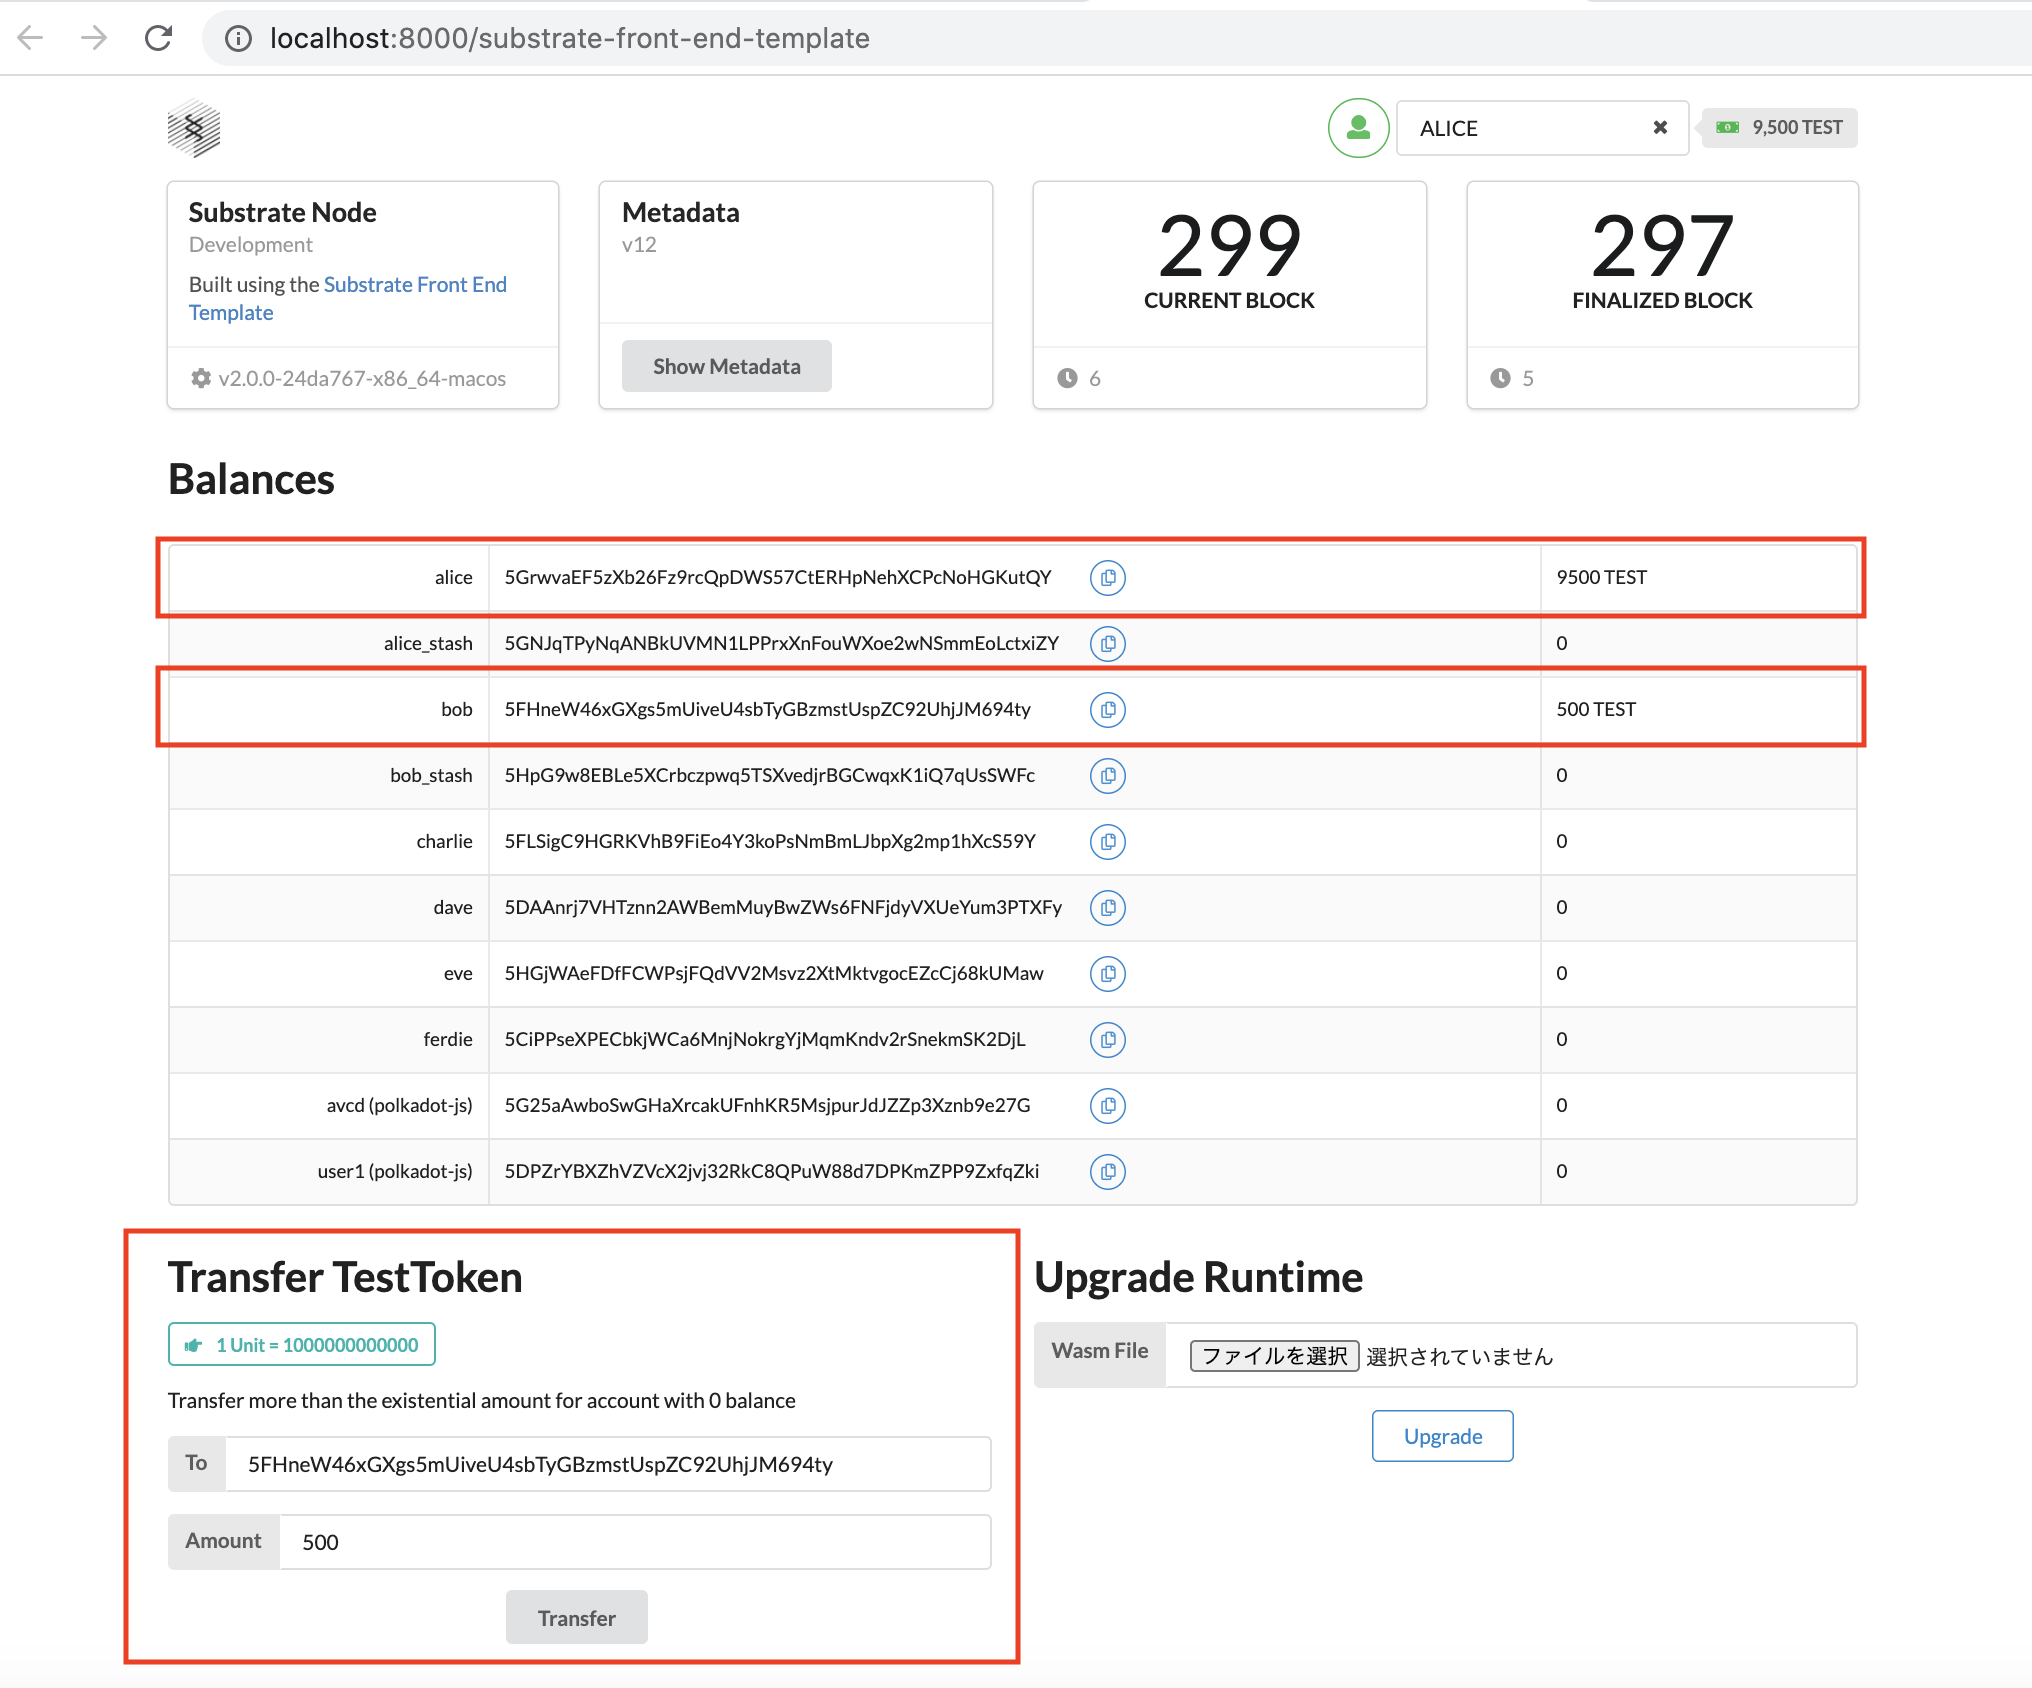 localhost:8000/substrate-front-end-template
ALICE
9,500 TEST
Substrate Node
Development
Built using the Substrate Front End
Template
v2.0.0-24da767-x86_64-macos
Metadata
v12
Show Metadata
299
CURRENT BLOCK
6
297
FINALIZED BLOCK
5
Balances
alice 5GrwvaEF5zXb26Fz9rcQpDWS57CtERHpNehXCPcNoHGKutQY 9500 TEST
alice_stash 5GNJqTPyNqANBkUVMN1LPPrxXnFouWXoe2wNSmmEoLctxiZY 0
bob 5FHneW46xGXgs5mUiveU4sbTyGBzmstUspZC92UhjJM694ty 500 TEST
bob_stash 5HpG9w8EBLe5XCrbczpwq5TSXvedjrBGCwqxK1iQ7qUsSWFc 0
charlie 5FLSigC9HGRKVhB9FiEo4Y3koPsNmBmLJbpXg2mp1hXcS59Y 0
dave 5DAAnrj7VHTznn2AWBemMuyBwZWs6FNFjdyVXUeYum3PTXFy 0
eve 5HGjWAeFDfFCWPsjFQdVV2Msvz2XtMktvgocEZcCj68kUMaw 0
ferdie 5CiPPseXPECbkjWCa6MnjNokrgYjMqmKndv2rSnekmSK2DjL 0
avcd (polkadot-js) 5G25aAwboSwGHaXrcakUFnhKR5MsjpurJdJZZp3Xznb9e27G 0
user1 (polkadot-js) 5DPZrYBXZhVZVcX2jvj32RkC8QPuW88d7DPKmZPP9ZxfqZki 0
Transfer TestToken
1 Unit = 1000000000000
Transfer more than the existential amount for account with 0 balance
To 5FHneW46xGXgs5mUiveU4sbTyGBzmstUspZC92UhjJM694ty
Amount 500
Transfer
Upgrade Runtime
Wasm File ファイルを選択 選択されていません
Upgrade